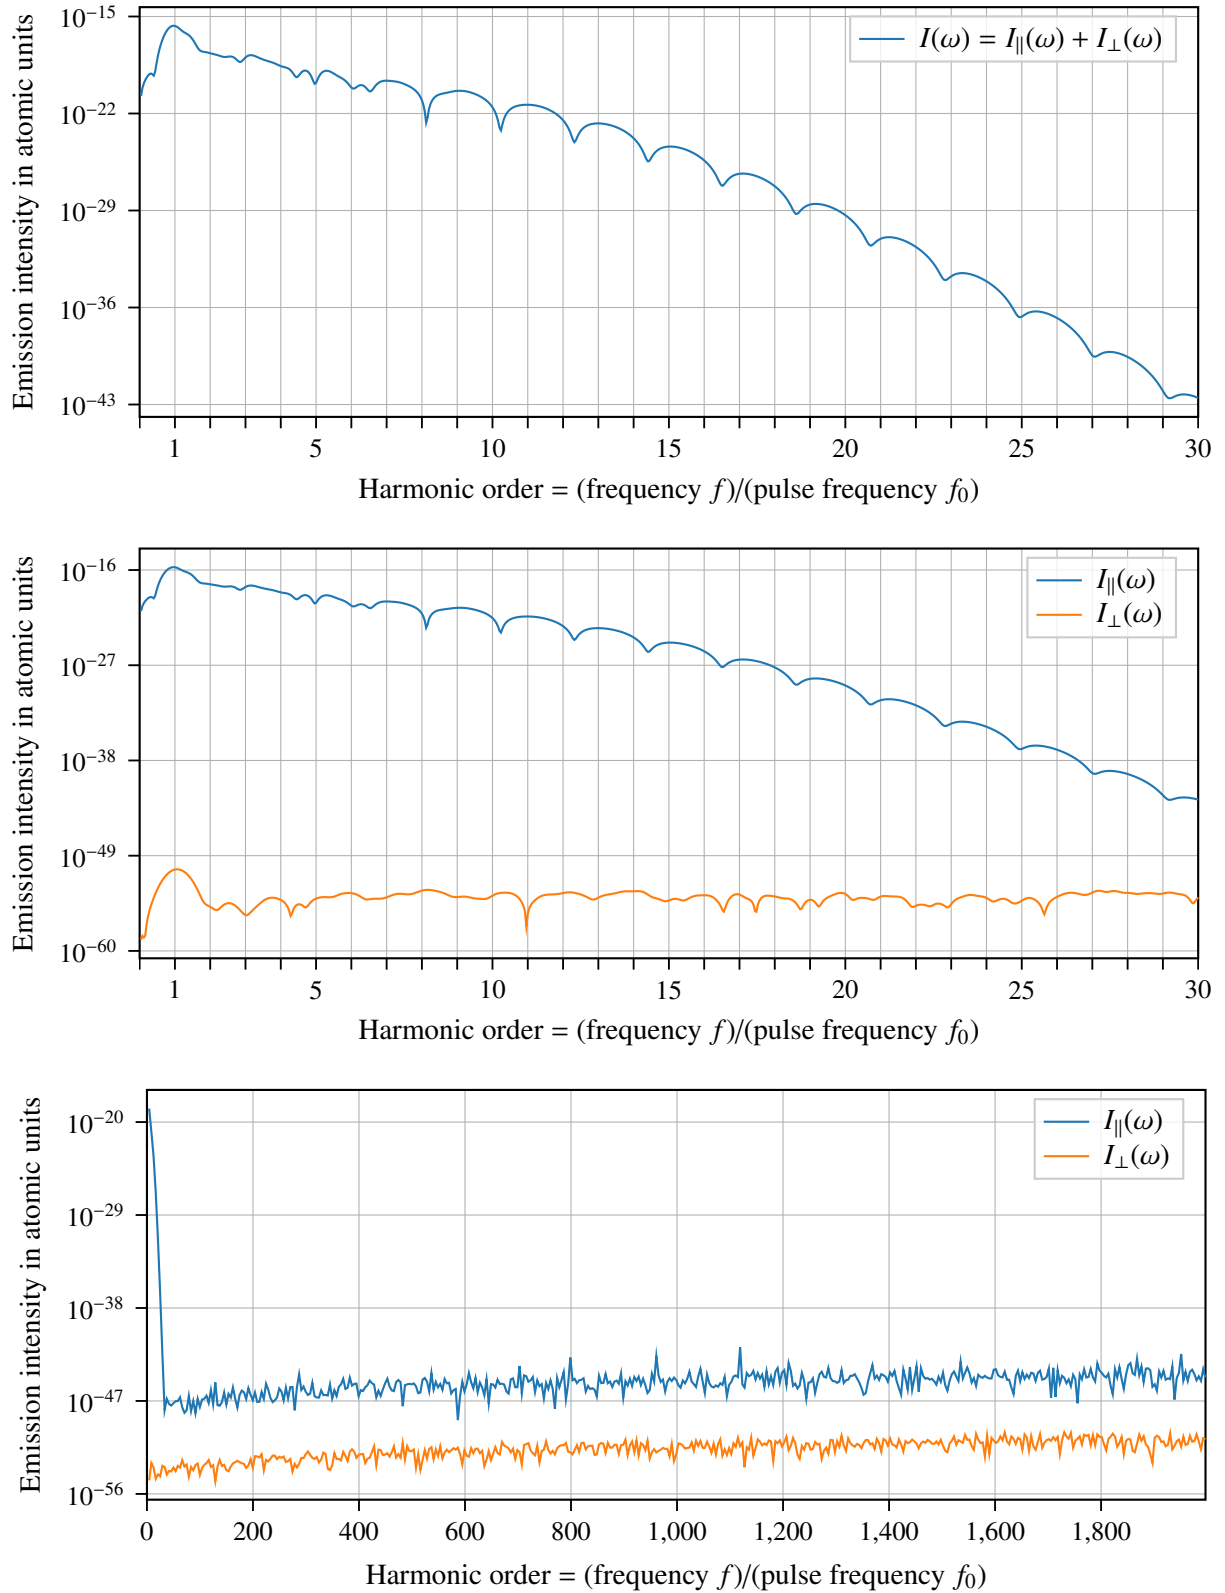 Emission intensity in atomic units
10⁻¹⁵
10⁻²²
10⁻²⁹
10⁻³⁶
10⁻⁴³
I(ω) = I∥(ω) + I⊥(ω)
1 5 10 15 20 25 30
Harmonic order = (frequency f)/(pulse frequency f₀)
Emission intensity in atomic units
10⁻¹⁶
10⁻²⁷
10⁻³⁸
10⁻⁴⁹
10⁻⁶⁰
I∥(ω)
I⊥(ω)
1 5 10 15 20 25 30
Harmonic order = (frequency f)/(pulse frequency f₀)
Emission intensity in atomic units
10⁻²⁰
10⁻²⁹
10⁻³⁸
10⁻⁴⁷
10⁻⁵⁶
I∥(ω)
I⊥(ω)
0 200 400 600 800 1,000 1,200 1,400 1,600 1,800
Harmonic order = (frequency f)/(pulse frequency f₀)